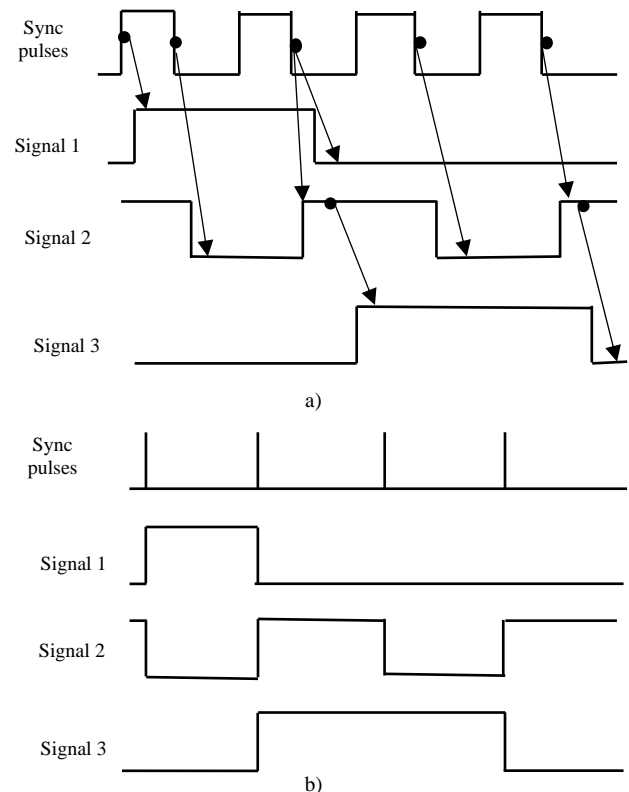 Sync
pulses
Signal 1
Signal 2
Signal 3
a)
Sync
pulses
Signal 1
Signal 2
Signal 3
b)